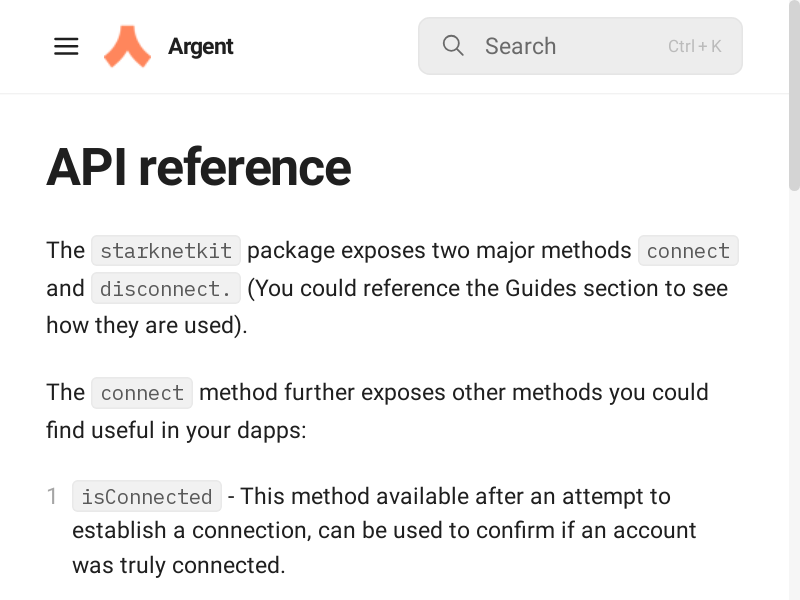 Argent
Search
Ctrl + K
API reference
The starknetkit package exposes two major methods connect
and disconnect. (You could reference the Guides section to see
how they are used).
The connect method further exposes other methods you could
find useful in your dapps:
1 isConnected - This method available after an attempt to
establish a connection, can be used to confirm if an account
was truly connected.